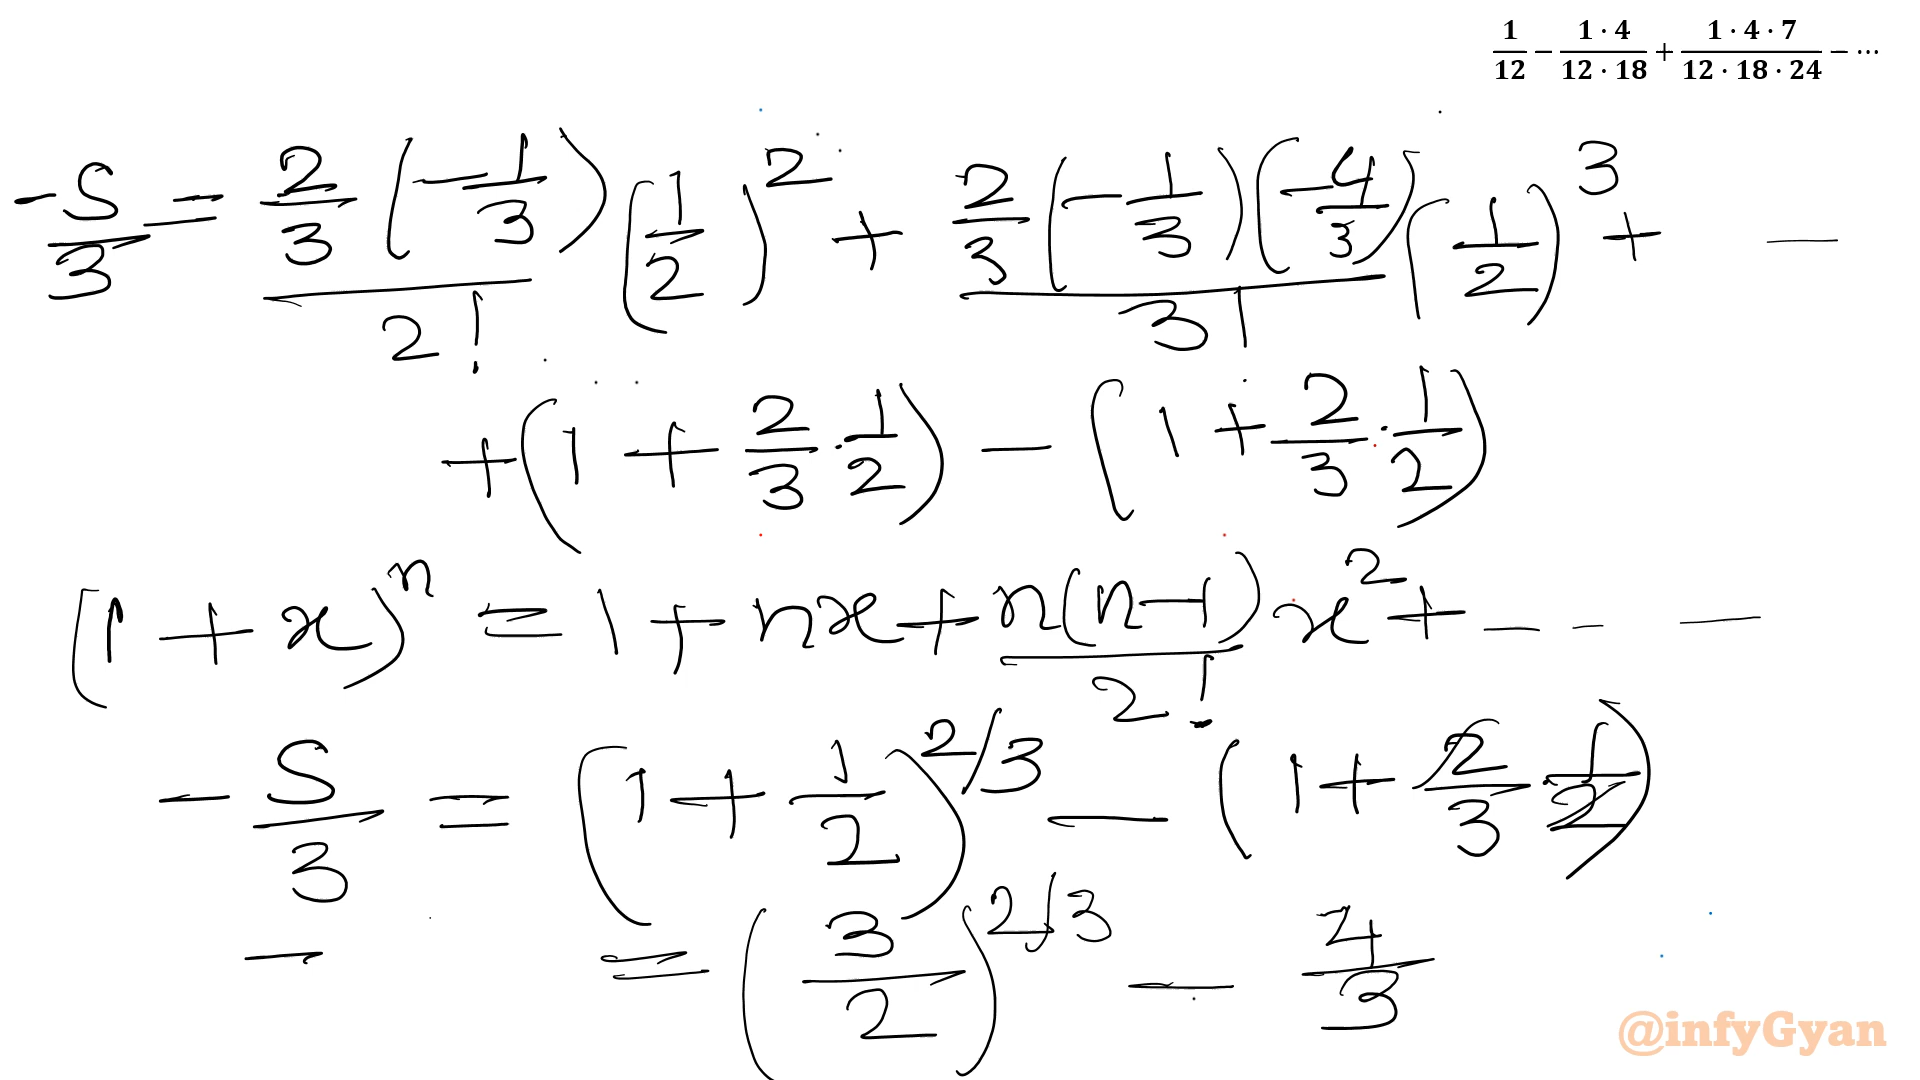 1/12 − 1·4/12·18 + 1·4·7/12·18·24 − ⋯
-S/3 = 2/3(-1/3)/2! (1/2)^2 + 2/3(-1/3)(-4/3)/3! (1/2)^3 + —
+(1 + 2/3 · 1/2) − (1 + 2/3 · 1/2)
(1 + x)^n = 1 + nx + n(n-1)/2! x^2 + - - -
- S/3 = (1 + 1/2)^2/3 − (1 + 2/3 · 1/2)
− = (3/2)^2/3 − 4/3
@infyGyan